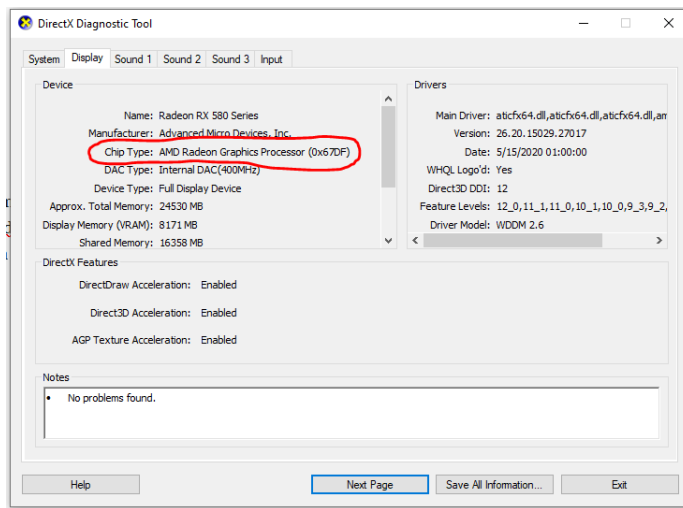 DirectX Diagnostic Tool
System Display Sound 1 Sound 2 Sound 3 Input
Device
Name: Radeon RX 580 Series
Manufacturer: Advanced Micro Devices, Inc.
Chip Type: AMD Radeon Graphics Processor (0x67DF)
DAC Type: Internal DAC(400MHz)
Device Type: Full Display Device
Approx. Total Memory: 24530 MB
Display Memory (VRAM): 8171 MB
Shared Memory: 16358 MB
Drivers
Main Driver: aticfx64.dll,aticfx64.dll,aticfx64.dll,am
Version: 26.20.15029.27017
Date: 5/15/2020 01:00:00
WHQL Logo'd: Yes
Direct3D DDI: 12
Feature Levels: 12_0,11_1,11_0,10_1,10_0,9_3,9_2,
Driver Model: WDDM 2.6
DirectX Features
DirectDraw Acceleration: Enabled
Direct3D Acceleration: Enabled
AGP Texture Acceleration: Enabled
Notes
• No problems found.
Help Next Page Save All Information... Exit